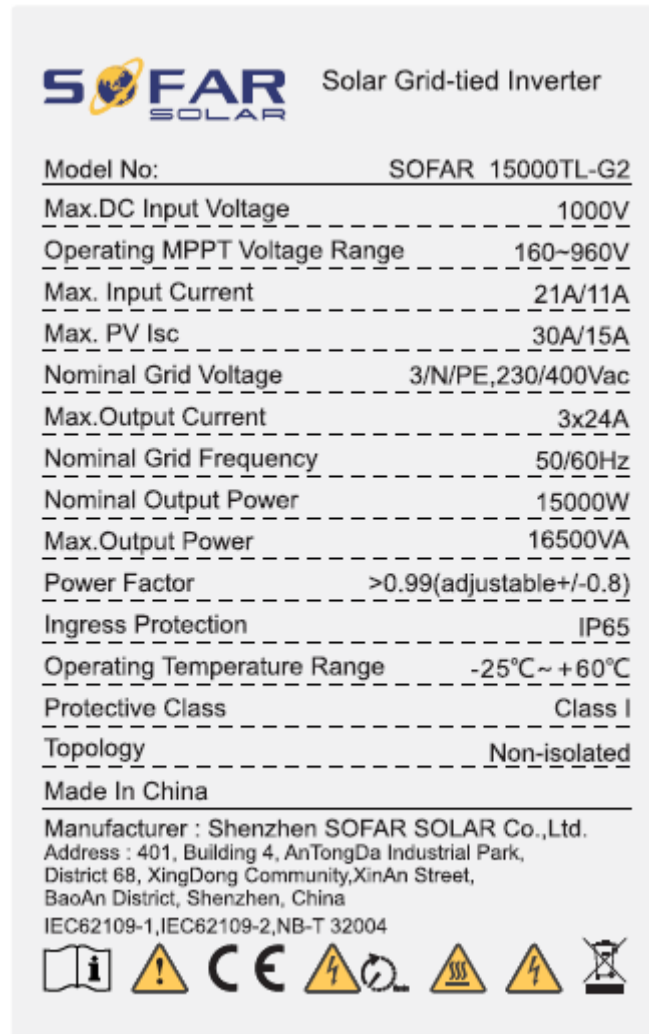 SOFAR SOLAR
Solar Grid-tied Inverter
Model No: SOFAR 15000TL-G2
Max.DC Input Voltage 1000V
Operating MPPT Voltage Range 160~960V
Max. Input Current 21A/11A
Max. PV Isc 30A/15A
Nominal Grid Voltage 3/N/PE,230/400Vac
Max.Output Current 3x24A
Nominal Grid Frequency 50/60Hz
Nominal Output Power 15000W
Max.Output Power 16500VA
Power Factor >0.99(adjustable+/-0.8)
Ingress Protection IP65
Operating Temperature Range -25℃~+60℃
Protective Class Class I
Topology Non-isolated
Made In China
Manufacturer : Shenzhen SOFAR SOLAR Co.,Ltd.
Address : 401, Building 4, AnTongDa Industrial Park,
District 68, XingDong Community,XinAn Street,
BaoAn District, Shenzhen, China
IEC62109-1,IEC62109-2,NB-T 32004
CE